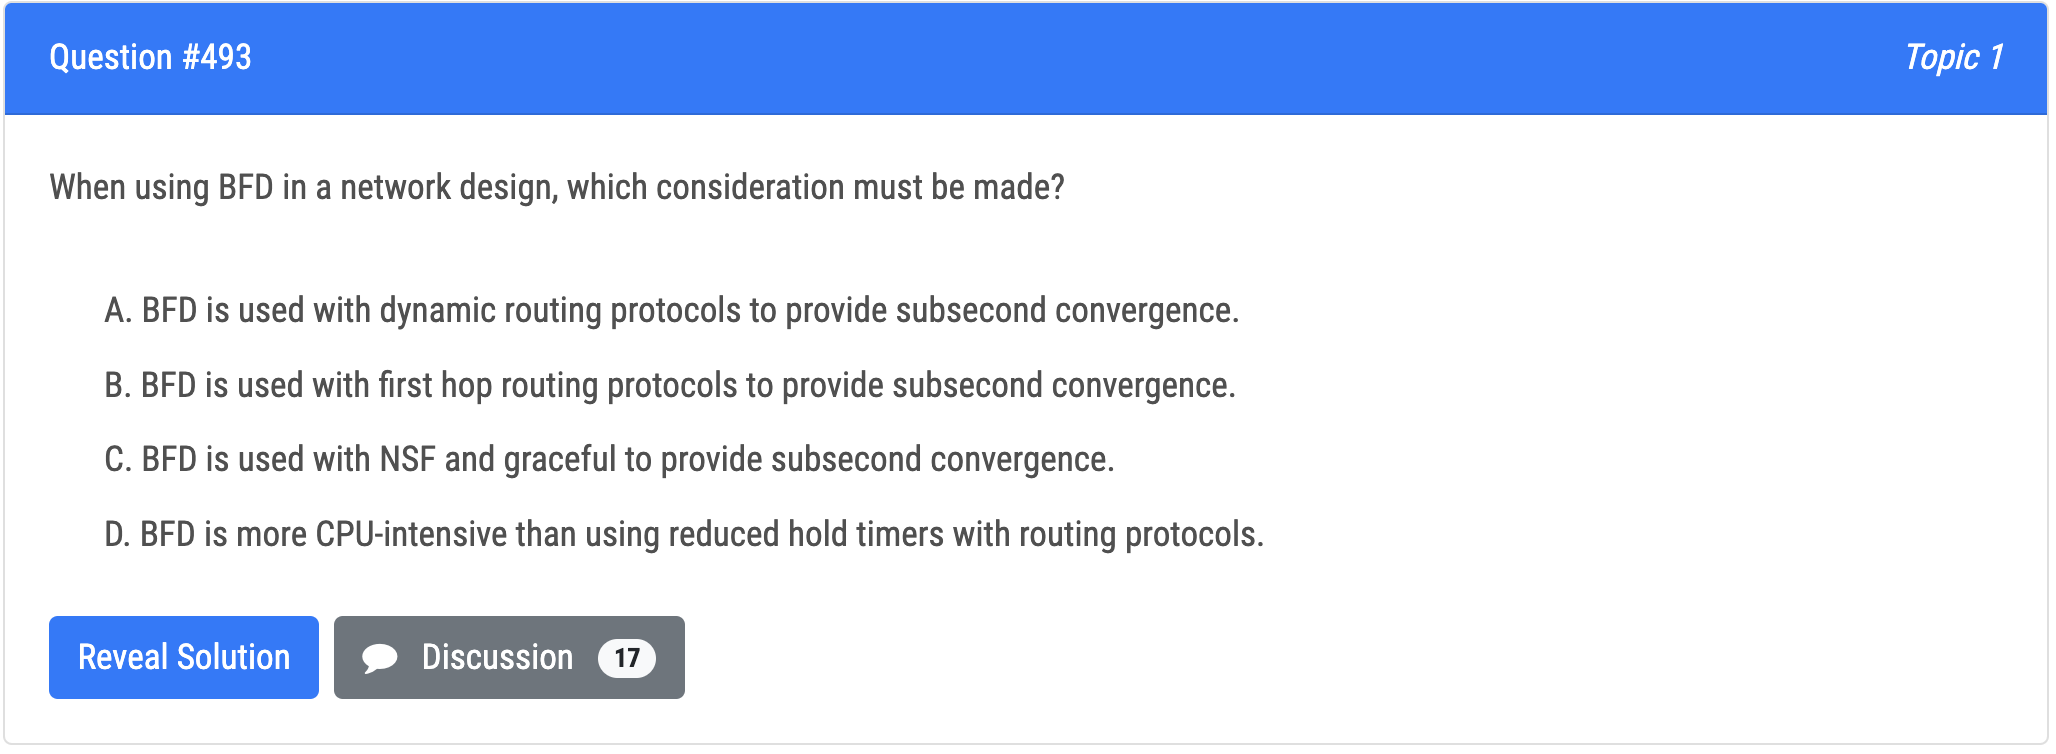 Question #493
Topic 1
When using BFD in a network design, which consideration must be made?
A. BFD is used with dynamic routing protocols to provide subsecond convergence.
B. BFD is used with first hop routing protocols to provide subsecond convergence.
C. BFD is used with NSF and graceful to provide subsecond convergence.
D. BFD is more CPU-intensive than using reduced hold timers with routing protocols.
Reveal Solution
Discussion 17